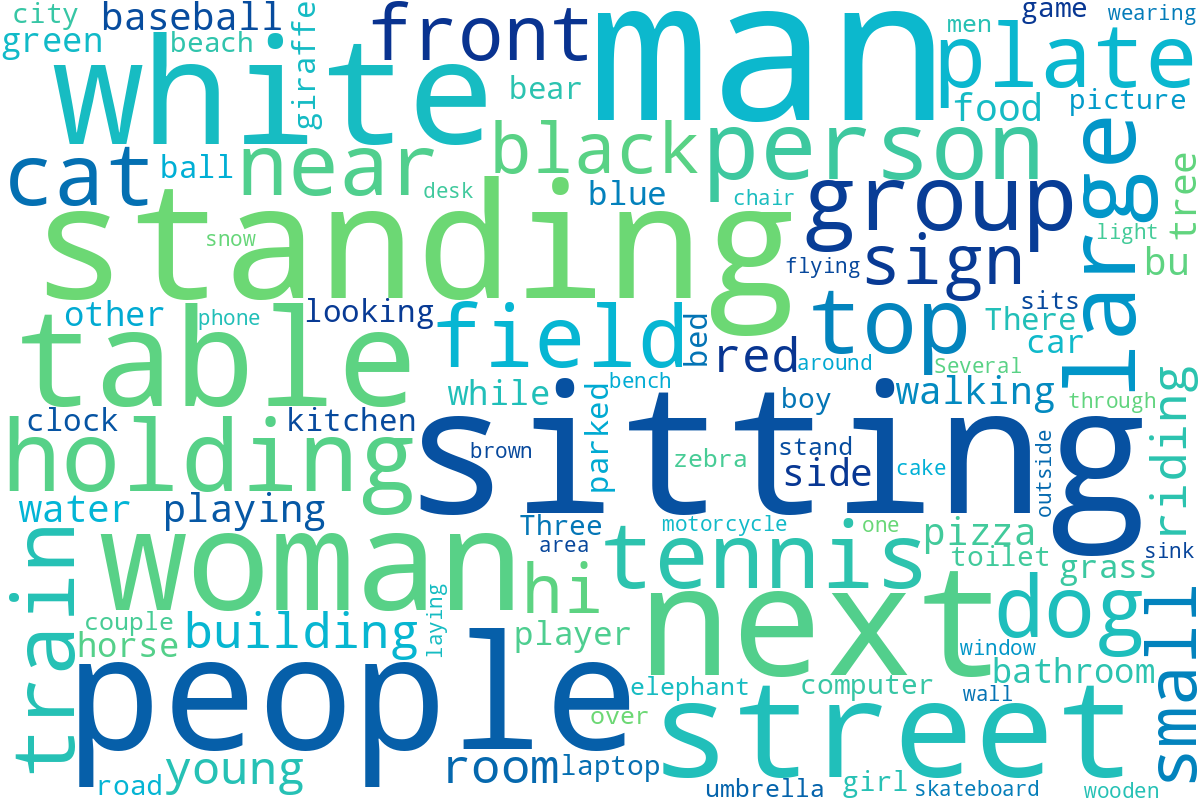 city
baseball
front
man
men
game
wearing
green
beach
giraffe
white
bear
plate
food
picture
cat
ball
near
black
person
large
tree
desk
blue
chair
group
standing
snow
sign
flying
light
bu
other
phone
looking
field
bed
top
sits
There
table
red
around
car
Several
while
bench
parked
boy
walking
through
riding
clock
kitchen
holding
sitting
brown
zebra
stand
side
cake
outside
water
playing
Three
motorcycle
one
pizza
sink
train
woman
hi
area
tennis
toilet
grass
small
couple
horse
building
laying
player
next
dog
window
bathroom
people
elephant
computer
wall
over
street
road
young
room
laptop
umbrella
girl
skateboard
wooden